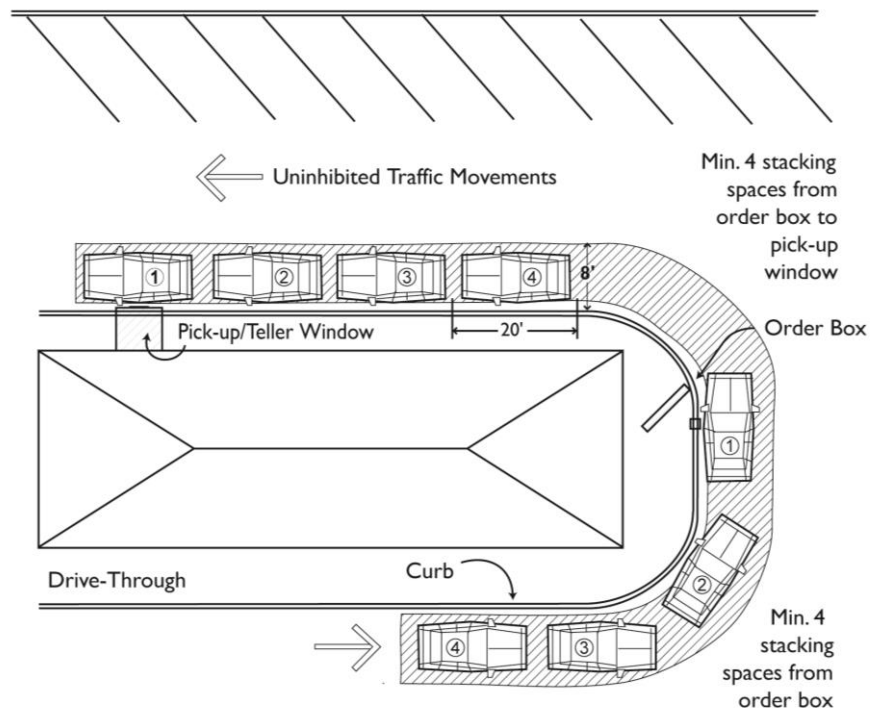 Uninhibited Traffic Movements
Min. 4 stacking
spaces from
order box to
pick-up
window
1
2
3
4
8'
20'
Pick-up/Teller Window
Order Box
1
2
Drive-Through
Curb
4
3
Min. 4
stacking
spaces from
order box